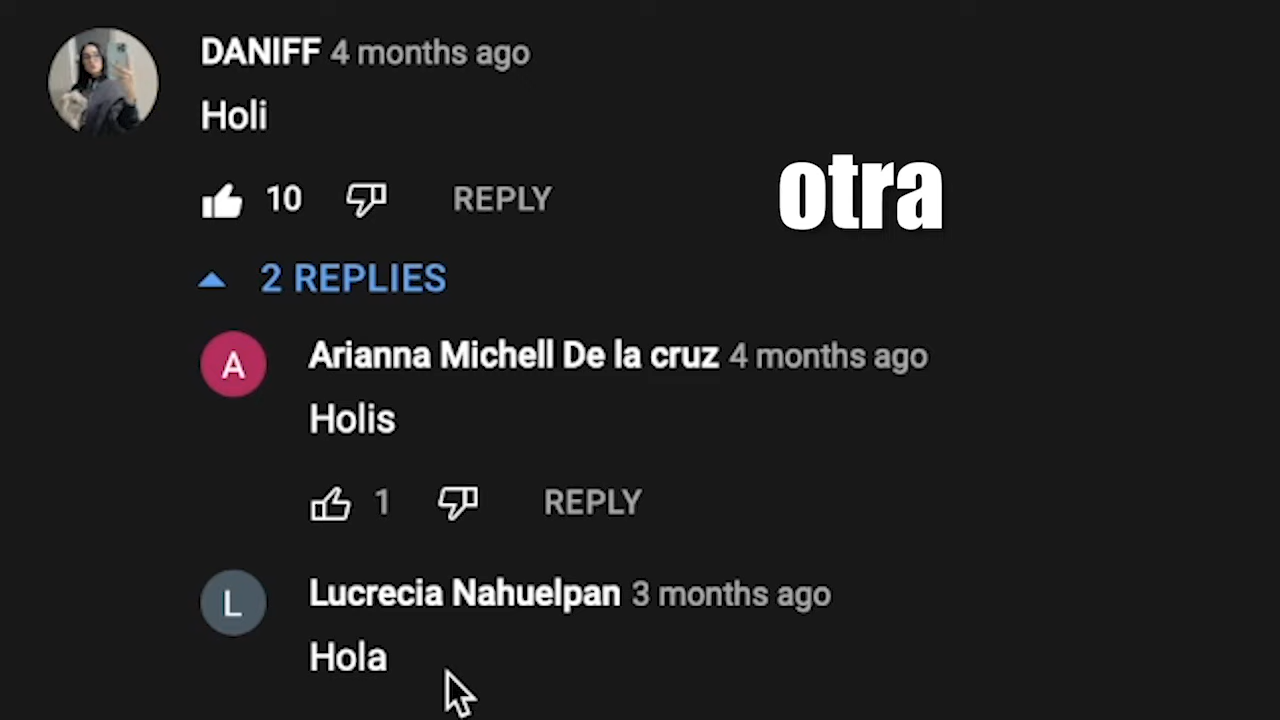 DANIFF 4 months ago
Holi
otra
10 REPLY
2 REPLIES
A
Arianna Michell De la cruz 4 months ago
Holis
1 REPLY
L
Lucrecia Nahuelpan 3 months ago
Hola